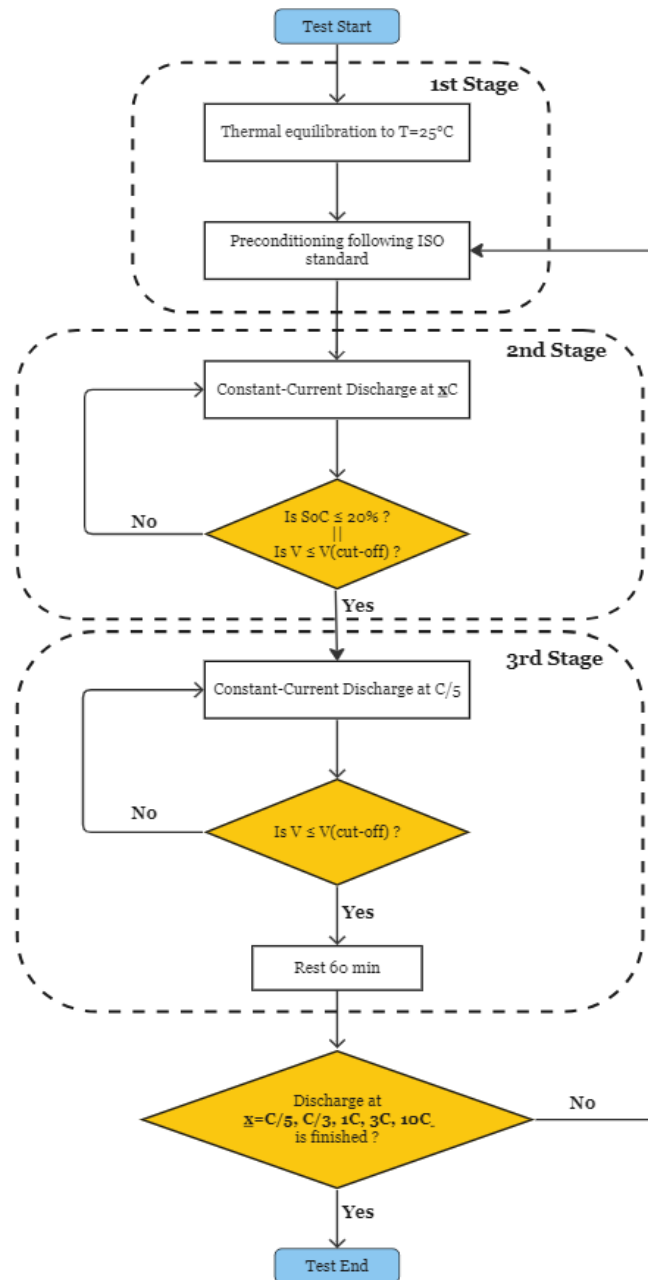 Test Start
1st Stage
Thermal equilibration to T=25°C
Preconditioning following ISO
standard
2nd Stage
Constant-Current Discharge at xC
Is SoC ≤ 20% ?
||
Is V ≤ V(cut-off) ?
No
Yes
3rd Stage
Constant-Current Discharge at C/5
Is V ≤ V(cut-off) ?
No
Yes
Rest 60 min
Discharge at
x=C/5, C/3, 1C, 3C, 10C
is finished ?
No
Yes
Test End